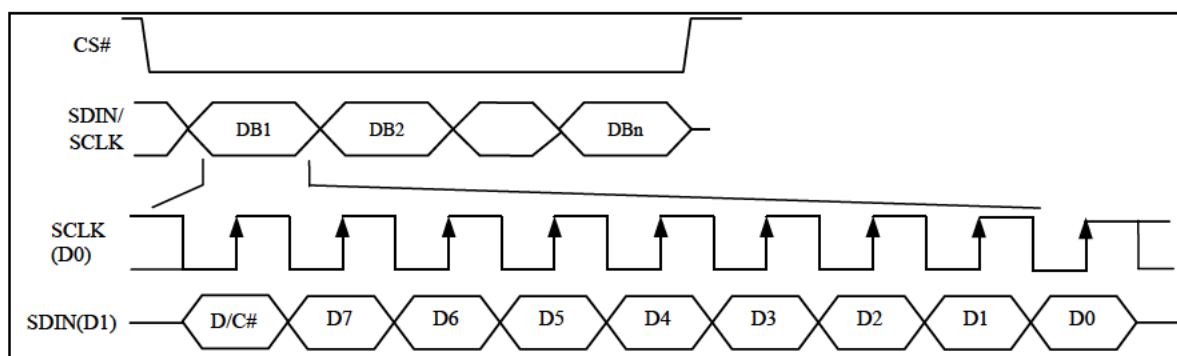 CS#
SDIN/
SCLK
DB1 DB2 DBn
SCLK
(D0)
SDIN(D1) D/C# D7 D6 D5 D4 D3 D2 D1 D0